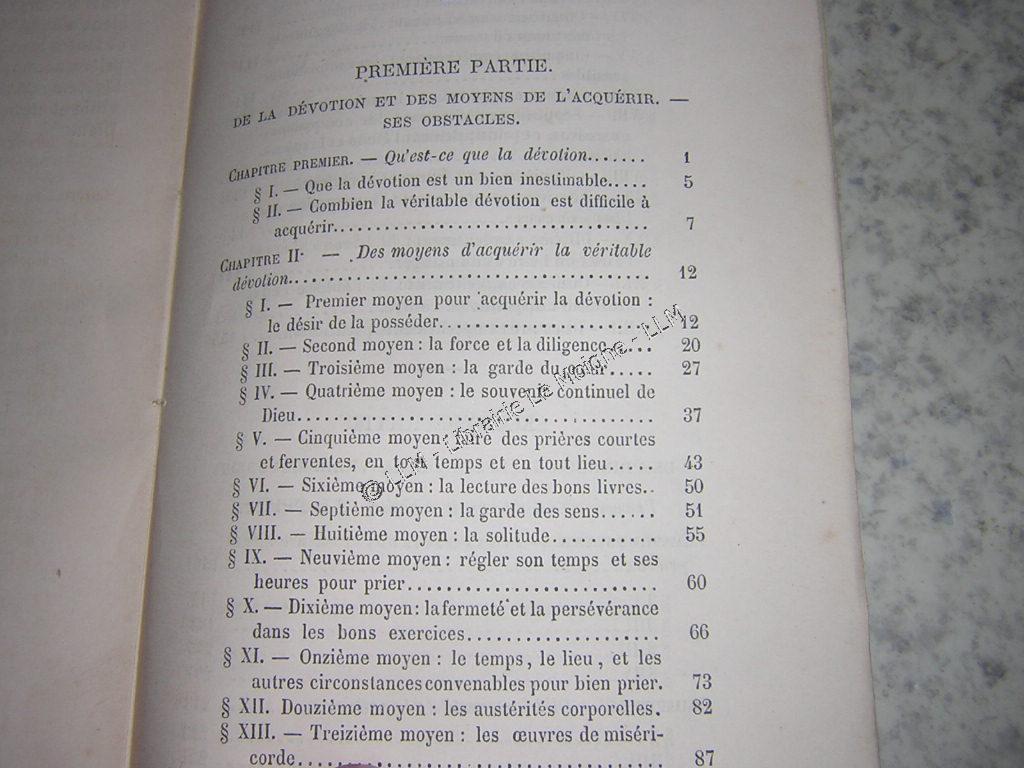 PREMIÈRE PARTIE.
DE LA DÉVOTION ET DES MOYENS DE L'ACQUÉRIR. —
SES OBSTACLES.
CHAPITRE PREMIER. — Qu'est-ce que la dévotion....... 1
§ I. — Que la dévotion est un bien inestimable..... 5
§ II. — Combien la véritable dévotion est difficile à
acquérir.................................. 7
CHAPITRE II. — Des moyens d'acquérir la véritable
dévotion....................................... 12
§ I. — Premier moyen pour acquérir la dévotion :
le désir de la posséder....................... 12
§ II. — Second moyen : la force et la diligence..... 20
§ III. — Troisième moyen : la garde du cœur..... 27
§ IV. — Quatrième moyen : le souvenir continuel de
Dieu...................................... 37
§ V. — Cinquième moyen : faire des prières courtes
et ferventes, en tout temps et en tout lieu..... 43
§ VI. — Sixième moyen : la lecture des bons livres.. 50
§ VII. — Septième moyen : la garde des sens...... 51
§ VIII. — Huitième moyen : la solitude........... 55
§ IX. — Neuvième moyen : régler son temps et ses
heures pour prier.......................... 60
§ X. — Dixième moyen : la fermeté et la persévérance
dans les bons exercices.................... 66
§ XI. — Onzième moyen : le temps, le lieu, et les
autres circonstances convenables pour bien prier. 73
§ XII. Douzième moyen : les austérités corporelles. 82
§ XIII. — Treizième moyen : les œuvres de miséri-
corde..................................... 87
© LLM - Librairie Le Moigne - LLM